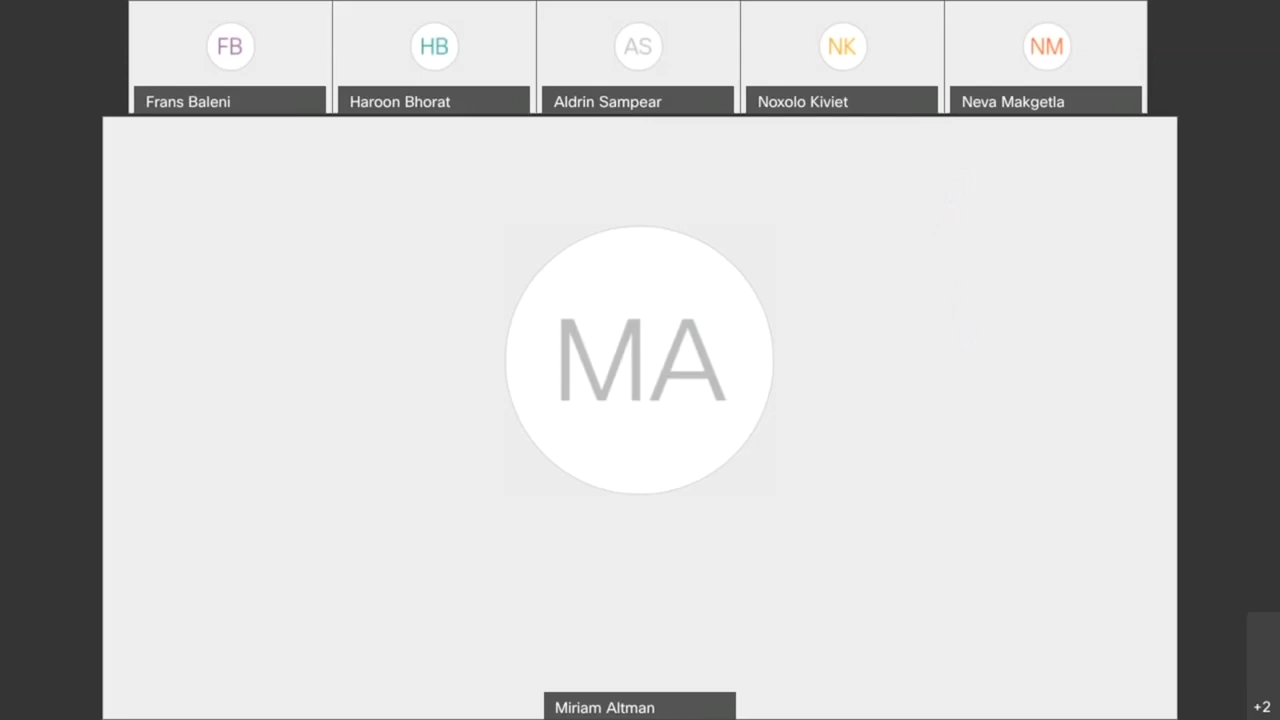 FB
HB
AS
NK
NM
Frans Baleni
Haroon Bhorat
Aldrin Sampear
Noxolo Kiviet
Neva Makgetla
MA
Miriam Altman
+2